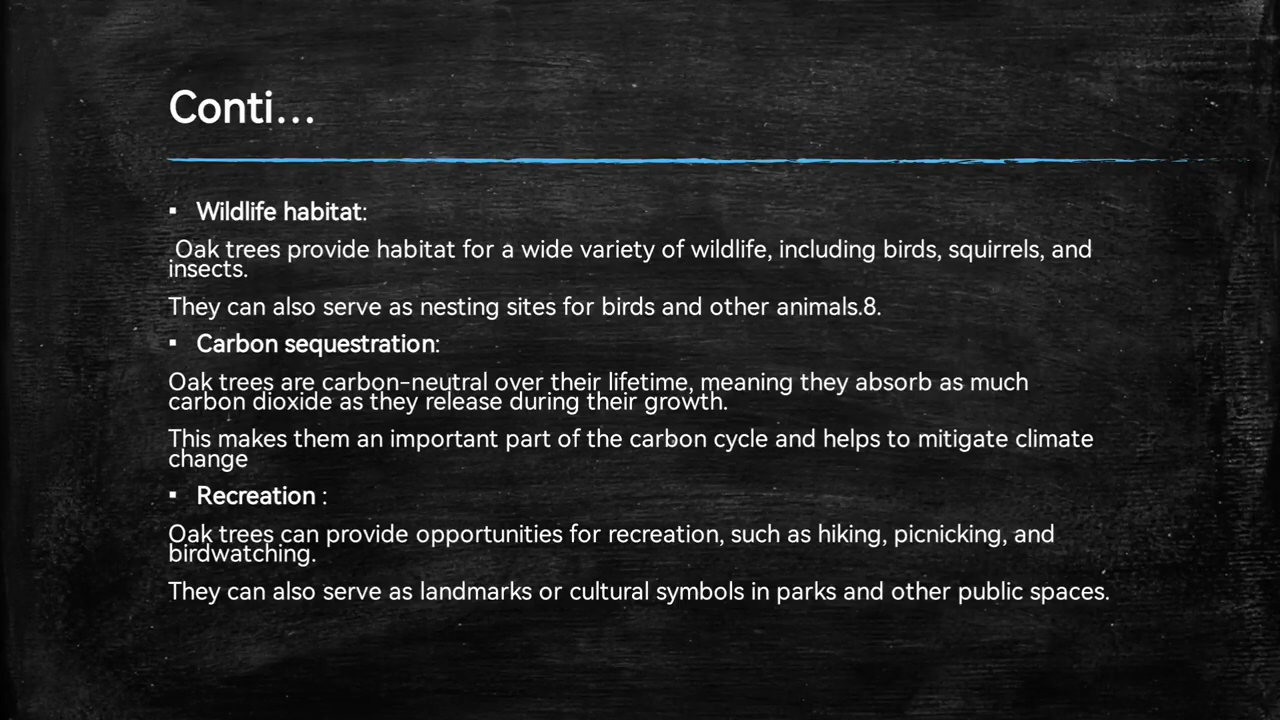 Conti...
▪ Wildlife habitat:
Oak trees provide habitat for a wide variety of wildlife, including birds, squirrels, and
insects.
They can also serve as nesting sites for birds and other animals.8.
▪ Carbon sequestration:
Oak trees are carbon-neutral over their lifetime, meaning they absorb as much
carbon dioxide as they release during their growth.
This makes them an important part of the carbon cycle and helps to mitigate climate
change
▪ Recreation :
Oak trees can provide opportunities for recreation, such as hiking, picnicking, and
birdwatching.
They can also serve as landmarks or cultural symbols in parks and other public spaces.